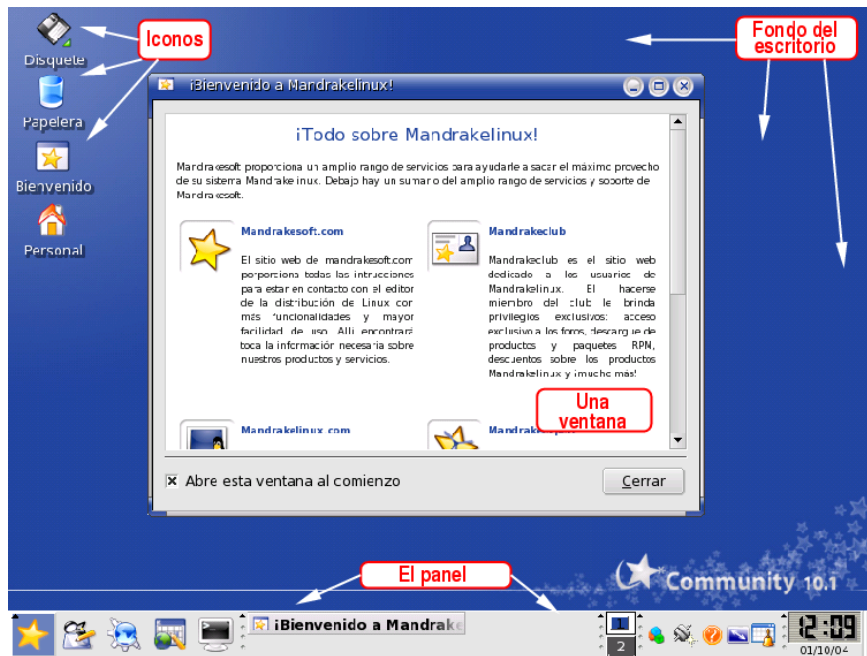 Iconos
Fondo del
escritorio
Disquete
Papelera
Bienvenido
Personal
¡Bienvenido a Mandrakelinux!
¡Todo sobre Mandrakelinux!
Mandrakesoft proporciona un amplio rango de servicios para ayudarle a sacar el máximo provecho
de su sistema Mandrakelinux. Debajo hay un sumario del amplio rango de servicios y soporte de
Mandrakesoft.
Mandrakesoft.com
El sitio web de mandrakesoft.com
porporciona todas las intrucciones
para estar en contacto con el editor
de la distribución de Linux con
más funcionalidades y mayor
facilidad de uso. Allí encontrará
toda la información necesaria sobre
nuestros productos y servicios.
Mandrakeclub
Mandrakeclub es el sitio web
dedicado a los usuarios de
Mandrakelinux. El hacerse
miembro del club le brinda
privilegios exclusivos: acceso
exclusivo a los foros, descargue de
productos y paquetes RPM,
descuentos sobre los productos
Mandrakelinux y ¡mucho más!
Una
ventana
Mandrakelinux.com
Abre esta ventana al comienzo
Cerrar
El panel
Community 10.1
¡Bienvenido a Mandrake
1
2
12:09
01/10/04